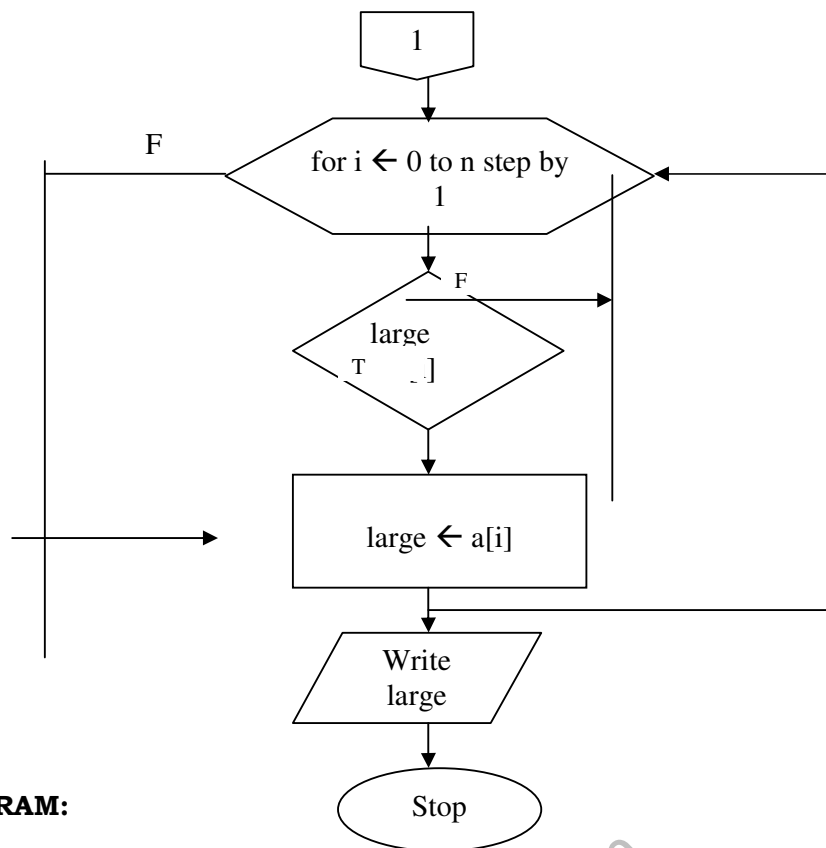 1
F
for i ← 0 to n step by
1
F
large
T ]
large ← a[i]
Write
large
Stop
RAM: